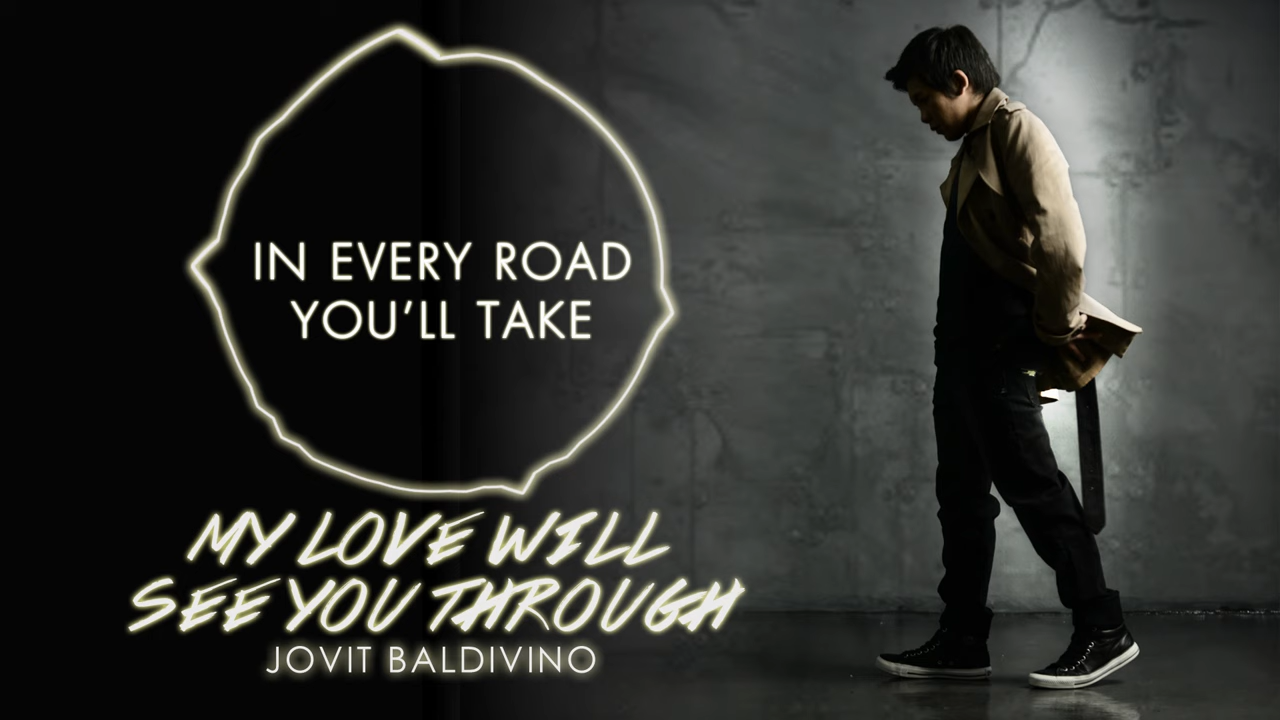 IN EVERY ROAD
YOU'LL TAKE
MY LOVE WILL
SEE YOU THROUGH
JOVIT BALDIVINO